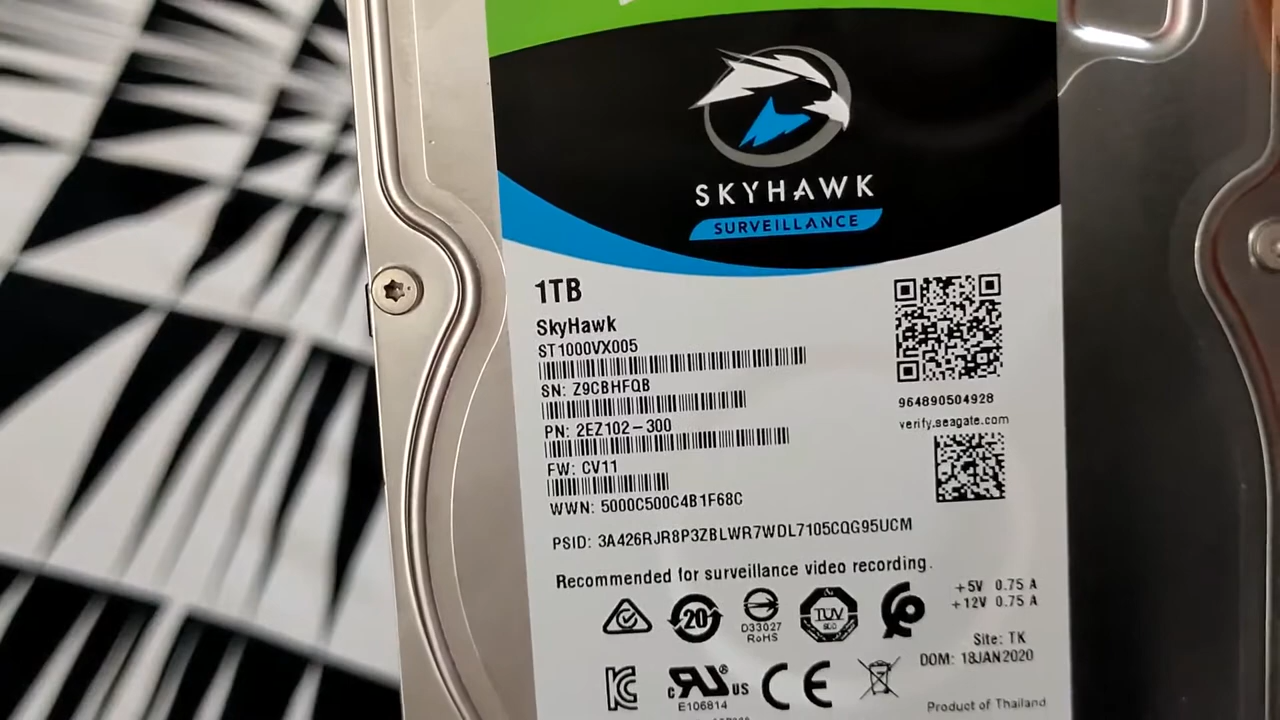 SKYHAWK
SURVEILLANCE
1TB
SkyHawk
ST1000VX005
SN: Z9CBHFQB
PN: 2EZ102-300
FW: CV11
WWN: 5000C500C4B1F68C
PSID: 3A426RJR8P3ZBLWR7WDL7105CQG95UCM
964890504928
verify.seagate.com
Recommended for surveillance video recording.
+5V 0.75 A
+12V 0.75 A
20
D33027
RoHS
TUV
Site: TK
DOM: 18JAN2020
c RU US
E106814
CE
Product of Thailand